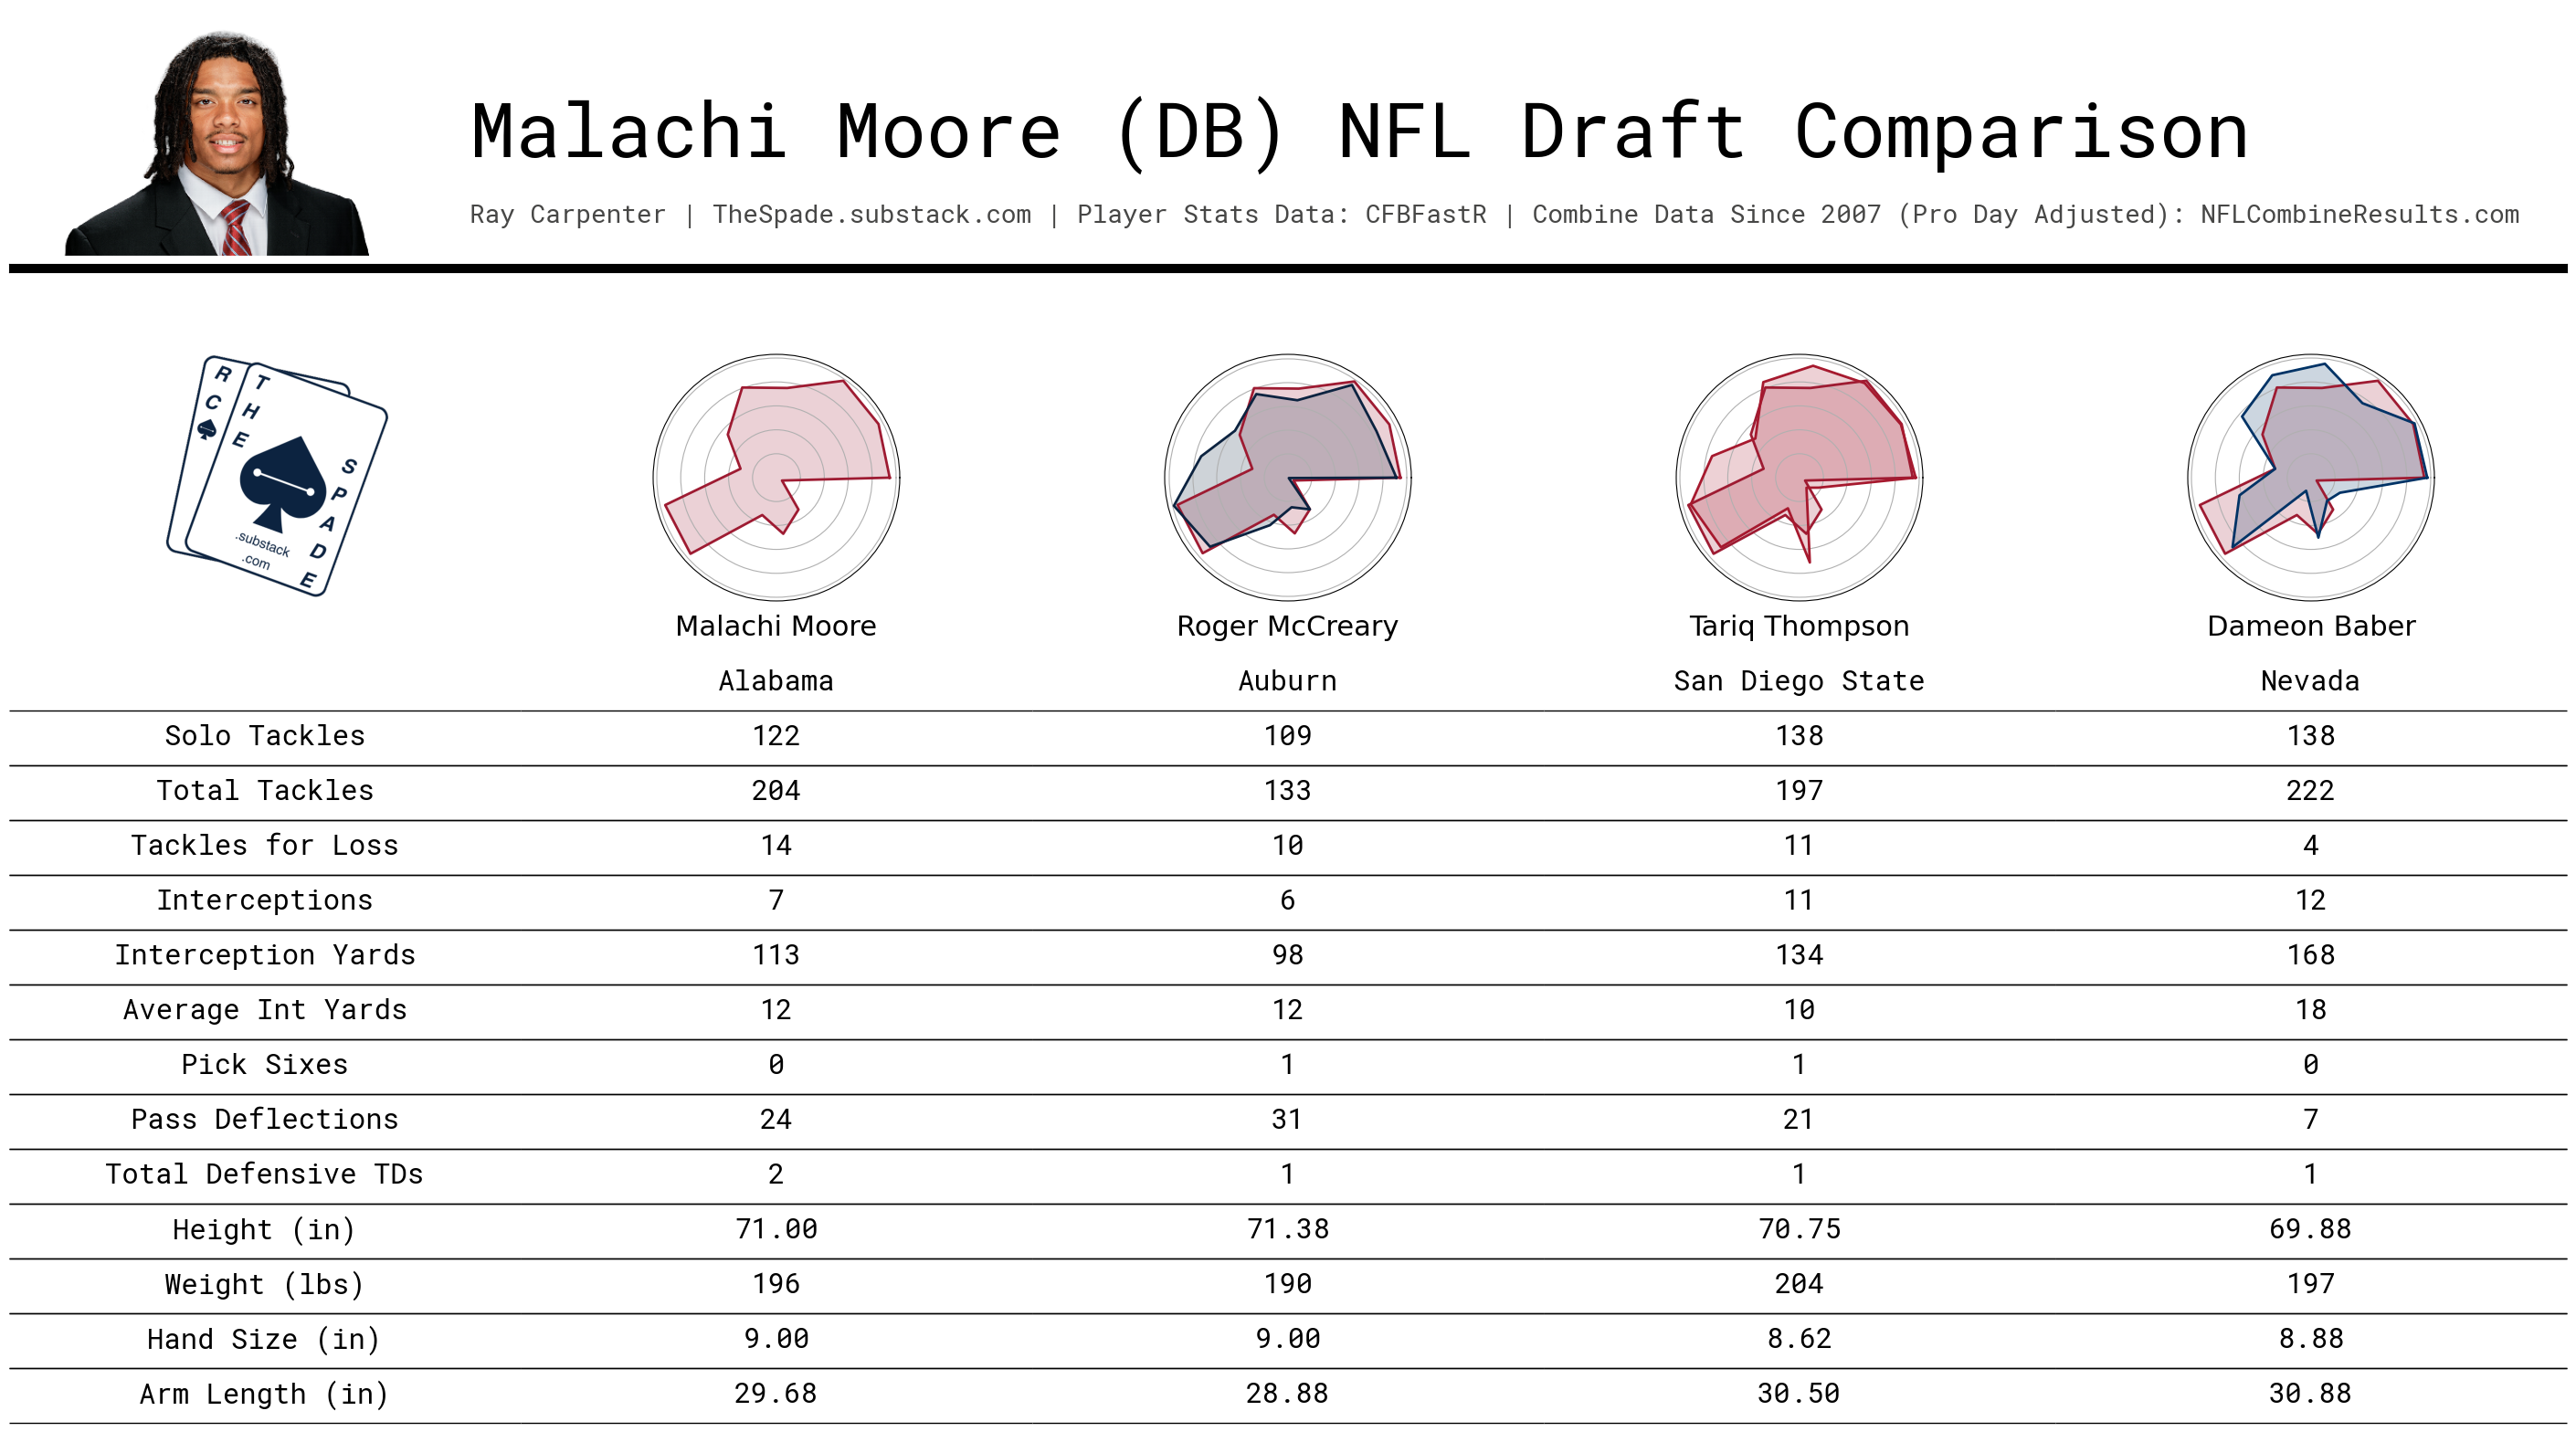 Malachi Moore (DB) NFL Draft Comparison
Ray Carpenter | TheSpade.substack.com | Player Stats Data: CFBFastR | Combine Data Since 2007 (Pro Day Adjusted): NFLCombineResults.com
R C
THE
SPADE
.substack
.com
Malachi Moore Roger McCreary Tariq Thompson Dameon Baber
Alabama Auburn San Diego State Nevada
Solo Tackles 122 109 138 138
Total Tackles 204 133 197 222
Tackles for Loss 14 10 11 4
Interceptions 7 6 11 12
Interception Yards 113 98 134 168
Average Int Yards 12 12 10 18
Pick Sixes 0 1 1 0
Pass Deflections 24 31 21 7
Total Defensive TDs 2 1 1 1
Height (in) 71.00 71.38 70.75 69.88
Weight (lbs) 196 190 204 197
Hand Size (in) 9.00 9.00 8.62 8.88
Arm Length (in) 29.68 28.88 30.50 30.88